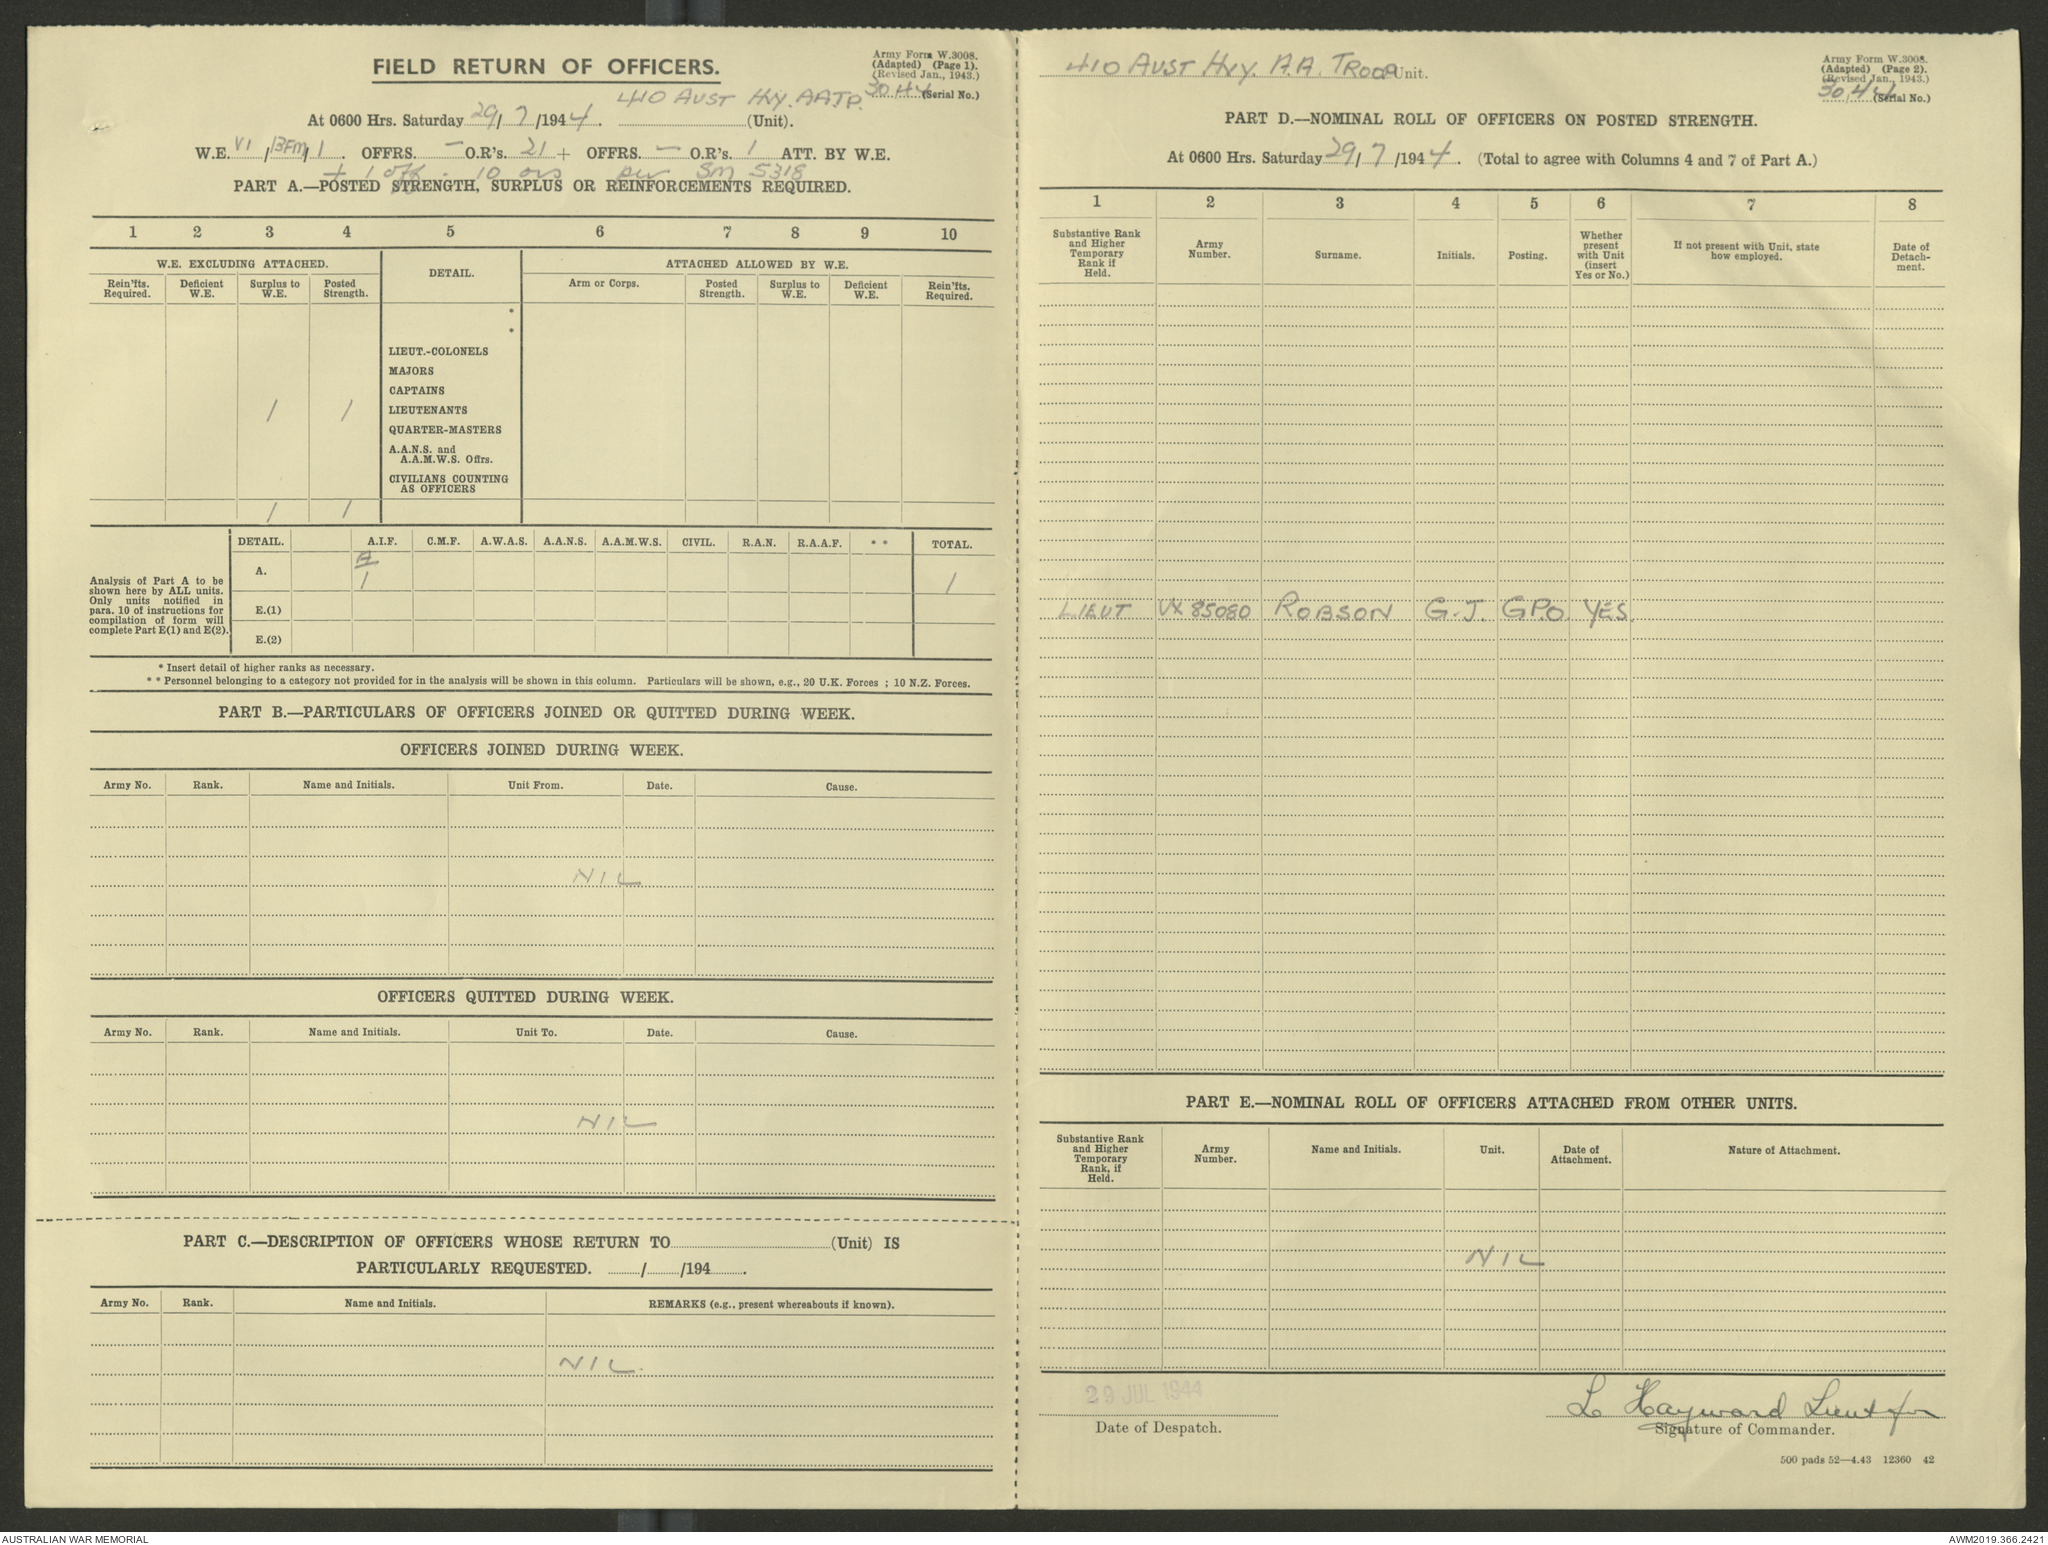 FIELD RETURN OF OFFICERS.
Army Form W.3008.
(Adapted) (Page 1).
(Revised Jan., 1943.)
3044 (Serial No.)
At 0600 Hrs. Saturday 29/7/1944. 410 AUST HVY. AATP. (Unit).
W.E. VI/13Fm/1. OFFRS. — O.R's. 21 + OFFRS. — O.R's. 1 ATT. BY W.E.
+ 1 off - 10 ors per SM 5318
PART A.—POSTED STRENGTH, SURPLUS OR REINFORCEMENTS REQUIRED.
1 2 3 4 5 6 7 8 9 10
W.E. EXCLUDING ATTACHED. DETAIL. ATTACHED ALLOWED BY W.E.
Rein'fts. Required. Deficient W.E. Surplus to W.E. Posted Strength. Arm or Corps. Posted Strength. Surplus to W.E. Deficient W.E. Rein'fts. Required.
*
*
LIEUT.-COLONELS
MAJORS
CAPTAINS
1 1 LIEUTENANTS
QUARTER-MASTERS
A.A.N.S. and
A.A.M.W.S. Offrs.
CIVILIANS COUNTING
AS OFFICERS
1 1
DETAIL. A.I.F. C.M.F. A.W.A.S. A.A.N.S. A.A.M.W.S. CIVIL. R.A.N. R.A.A.F. * * TOTAL.
A
A. 1 1
E.(1)
E.(2)
Analysis of Part A to be
shown here by ALL units.
Only units notified in
para. 10 of instructions for
compilation of form will
complete Part E(1) and E(2).
* Insert detail of higher ranks as necessary.
* * Personnel belonging to a category not provided for in the analysis will be shown in this column. Particulars will be shown, e.g., 20 U.K. Forces ; 10 N.Z. Forces.
PART B.—PARTICULARS OF OFFICERS JOINED OR QUITTED DURING WEEK.
OFFICERS JOINED DURING WEEK.
Army No. Rank. Name and Initials. Unit From. Date. Cause.
NIL
OFFICERS QUITTED DURING WEEK.
Army No. Rank. Name and Initials. Unit To. Date. Cause.
NIL
PART C.—DESCRIPTION OF OFFICERS WHOSE RETURN TO (Unit) IS
PARTICULARLY REQUESTED. / /194 .
Army No. Rank. Name and Initials. REMARKS (e.g., present whereabouts if known).
NIL.
410 AUST HVY. A.A. TROOP Unit.
Army Form W.3008.
(Adapted) (Page 2).
(Revised Jan., 1943.)
3044 (Serial No.)
PART D.—NOMINAL ROLL OF OFFICERS ON POSTED STRENGTH.
At 0600 Hrs. Saturday 29/7/1944. (Total to agree with Columns 4 and 7 of Part A.)
1 2 3 4 5 6 7 8
Substantive Rank and Higher Temporary Rank if Held. Army Number. Surname. Initials. Posting. Whether present with Unit (insert Yes or No.) If not present with Unit, state how employed. Date of Detach-ment.
LIEUT VX 85080 ROBSON G.J. G.P.O. YES.
PART E.—NOMINAL ROLL OF OFFICERS ATTACHED FROM OTHER UNITS.
Substantive Rank and Higher Temporary Rank, if Held. Army Number. Name and Initials. Unit. Date of Attachment. Nature of Attachment.
NIL
29 JUL 1944
Date of Despatch.
L Hayward Lieut for
Signature of Commander.
500 pads 52—4.43 12360 42
AUSTRALIAN WAR MEMORIAL
AWM2019.366.2421